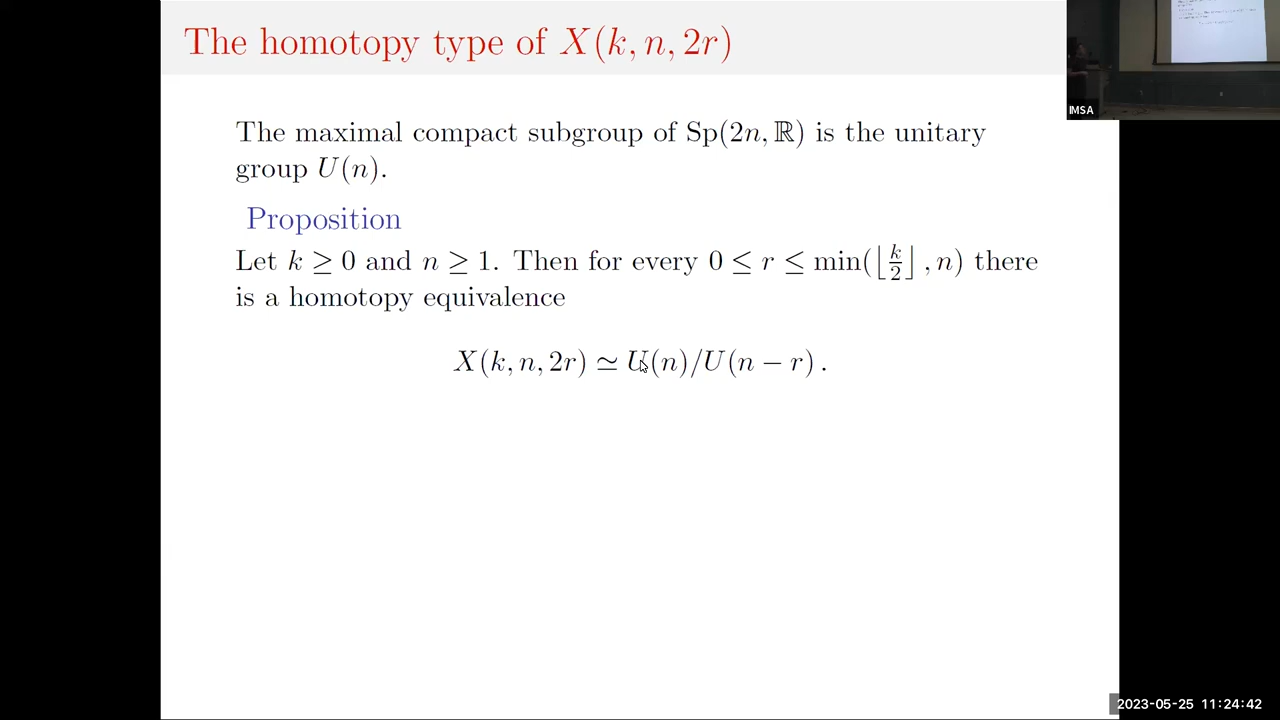 The homotopy type of X(k, n, 2r)
The maximal compact subgroup of Sp(2n, ℝ) is the unitary
group U(n).
Proposition
Let k ≥ 0 and n ≥ 1. Then for every 0 ≤ r ≤ min(⌊k/2⌋, n) there
is a homotopy equivalence
X(k, n, 2r) ≃ U(n)/U(n − r) .
IMSA
2023-05-25 11:24:42